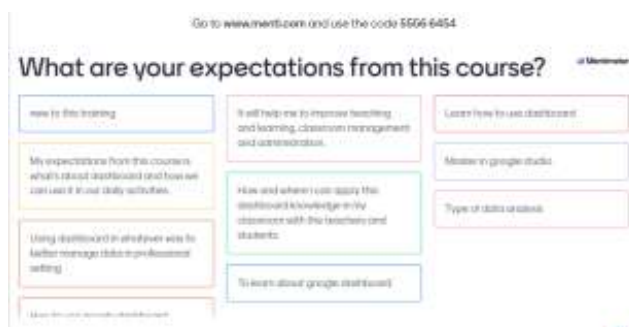 Go to www.menti.com and use the code 5566 6454
What are your expectations from this course?
Mentimeter
new to this training
My expectations from this course is
what's about dashboard and how we
can use it in our daily activities.
Using dashboard in whatever way to
better manage data in professional
setting
It will help me to improve teaching
and learning, classroom management
and administration.
How and where I can apply this
dashboard knowledge in my
classroom with the teachers and
students.
To learn about google dashboard
Learn how to use dashboard
Master in google studio
Type of data analysis